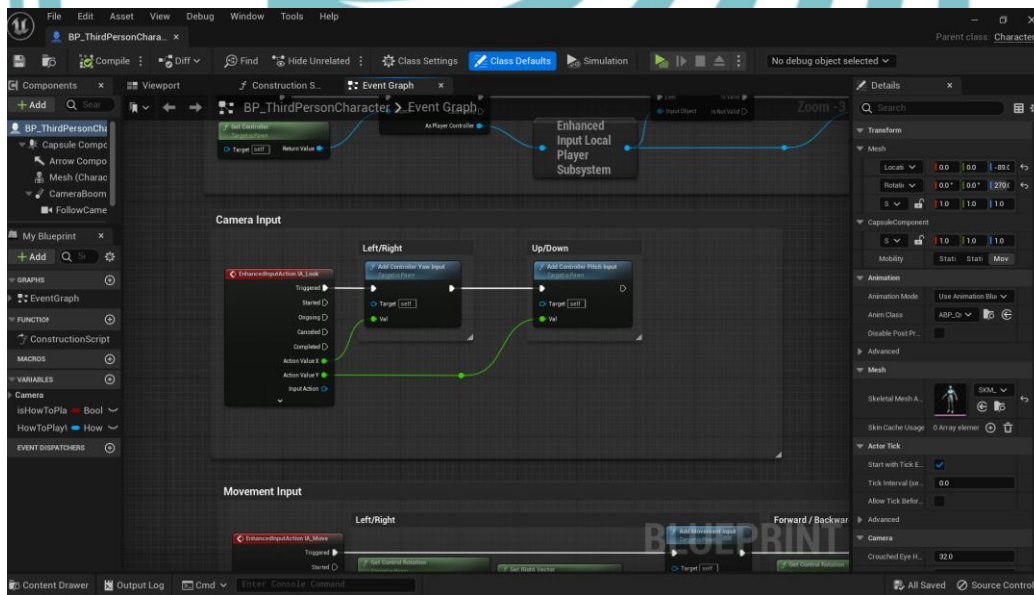 File Edit Asset View Debug Window Tools Help
BP_ThirdPersonChara...
Parent class: Character
Compile Diff Find Hide Unrelated Class Settings Class Defaults Simulation No debug object selected
Components Viewport Construction S... Event Graph Details
+ Add
BP_ThirdPersonCharacter > Event Graph
Zoom -3
Search
BP_ThirdPersonCha
Capsule Compc
Arrow Compo
Mesh (Charac
CameraBoom
FollowCame
Get Controller
Target is Pawn
Target self Return Value
As Player Controller
Enhanced
Input Local
Player
Subsystem
Input Object Is Not Valid
Camera Input
Left/Right
Add Controller Yaw Input
Target is Pawn
Target self
Val
Up/Down
Add Controller Pitch Input
Target is Pawn
Target self
Val
EnhancedInputAction IA_Look
Triggered
Started
Ongoing
Canceled
Completed
Action Value X
Action Value Y
Input Action
My Blueprint
+ Add
GRAPHS
EventGraph
FUNCTION
ConstructionScript
MACROS
VARIABLES
Camera
isHowToPla Bool
HowToPlay How
EVENT DISPATCHERS
Movement Input
Left/Right
Forward / Backwar
EnhancedInputAction IA_Move
Triggered
Started
Get Control Rotation
Get Right Vector
Add Movement Input
Target is Pawn
Target self
Get Control Rotation
BLUEPRINT
Transform
Mesh
Locati 0.0 0.0
Rotatic 0.0° 0.0° 270.
S 1.0 1.0 1.0
CapsuleComponent
S 1.0 1.0 1.0
Mobility Stati Stati Mov
Animation
Animation Mode Use Animation Blu
Anim Class
Disable Post Pr...
Advanced
Mesh
Skeletal Mesh A... SKM_
Skin Cache Usage 0 Array elemer
Actor Tick
Start with Tick E...
Tick Interval (se... 0.0
Allow Tick Befor...
Advanced
Camera
Crouched Eye H... 32.0
Content Drawer Output Log Cmd Enter Console Command All Saved Source Control